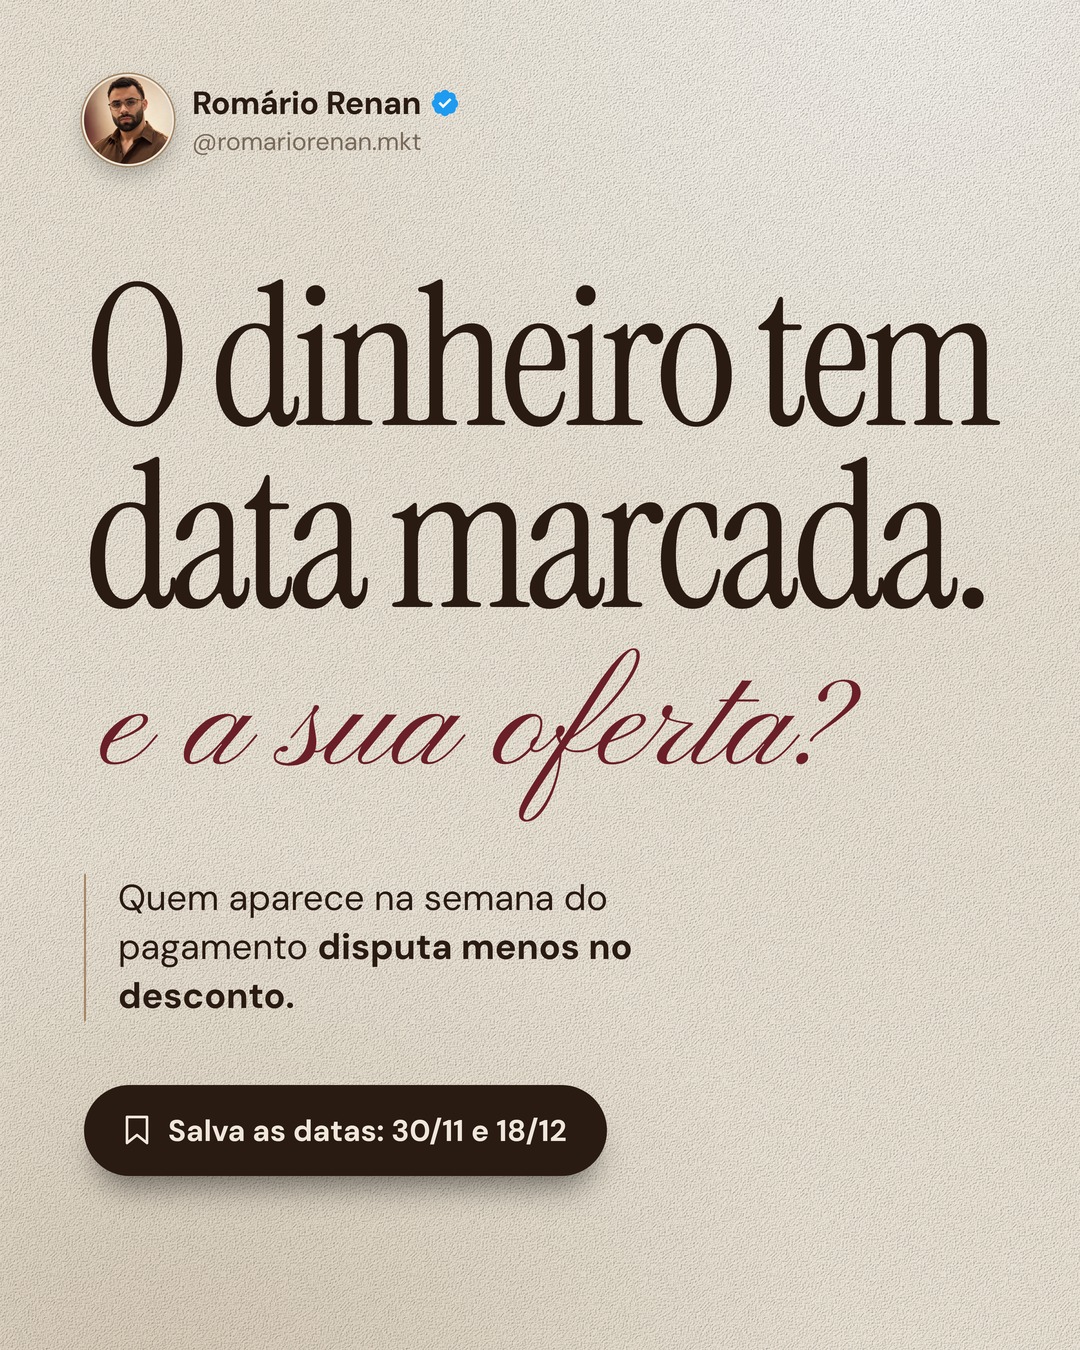 Romário Renan
@romariorenan.mkt
O dinheiro tem
data marcada.
e a sua oferta?
Quem aparece na semana do
pagamento disputa menos no
desconto.
Salva as datas: 30/11 e 18/12